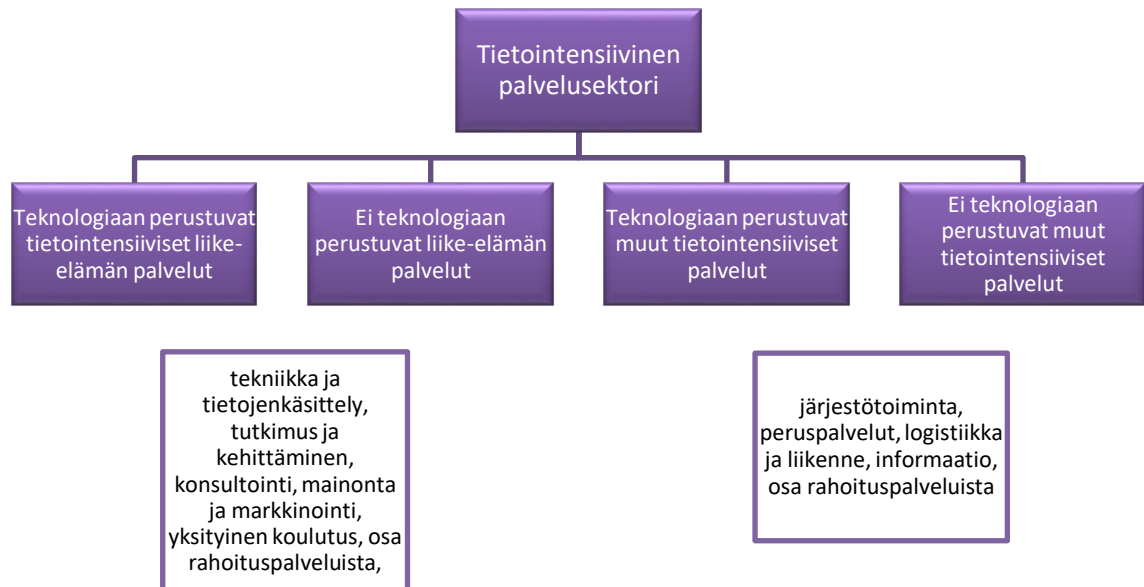 Tietointensiivinen
palvelusektori
Teknologiaan perustuvat
tietointensiiviset liike-
elämän palvelut
Ei teknologiaan
perustuvat liike-elämän
palvelut
Teknologiaan perustuvat
muut tietointensiiviset
palvelut
Ei teknologiaan
perustuvat muut
tietointensiiviset
palvelut
tekniikka ja
tietojenkäsittely,
tutkimus ja
kehittäminen,
konsultointi, mainonta
ja markkinointi,
yksityinen koulutus, osa
rahoituspalveluista,
järjestötoiminta,
peruspalvelut, logistiikka
ja liikenne, informaatio,
osa rahoituspalveluista